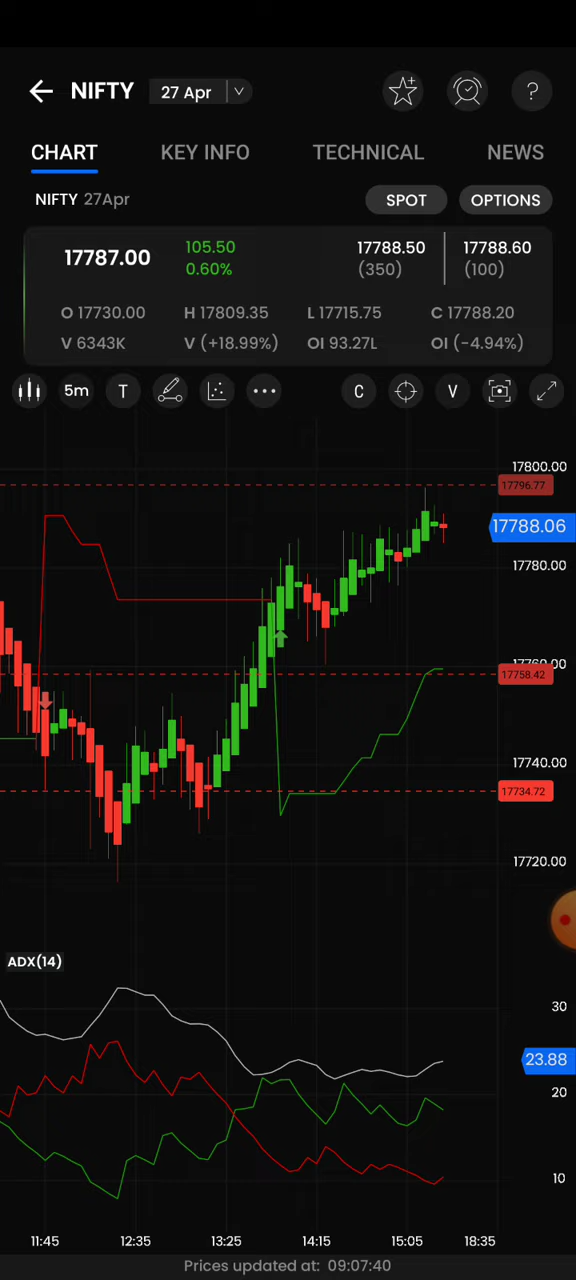 NIFTY 27 Apr
?
CHART KEY INFO TECHNICAL NEWS
NIFTY 27Apr SPOT OPTIONS
17787.00 105.50 17788.50 17788.60
0.60% (350) (100)
O 17730.00 H 17809.35 L 17715.75 C 17788.20
V 6343K V (+18.99%) OI 93.27L OI (-4.94%)
5m T C V
17800.00
17796.77
17788.06
17780.00
17760.00
17758.42
17740.00
17734.72
17720.00
ADX(14)
30
23.88
20
10
11:45 12:35 13:25 14:15 15:05 18:35
Prices updated at: 09:07:40